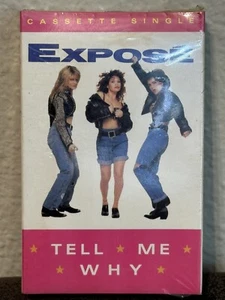 CASSETTE SINGLE
EXPOSÉ
TELL ★ ME
★ WHY ★